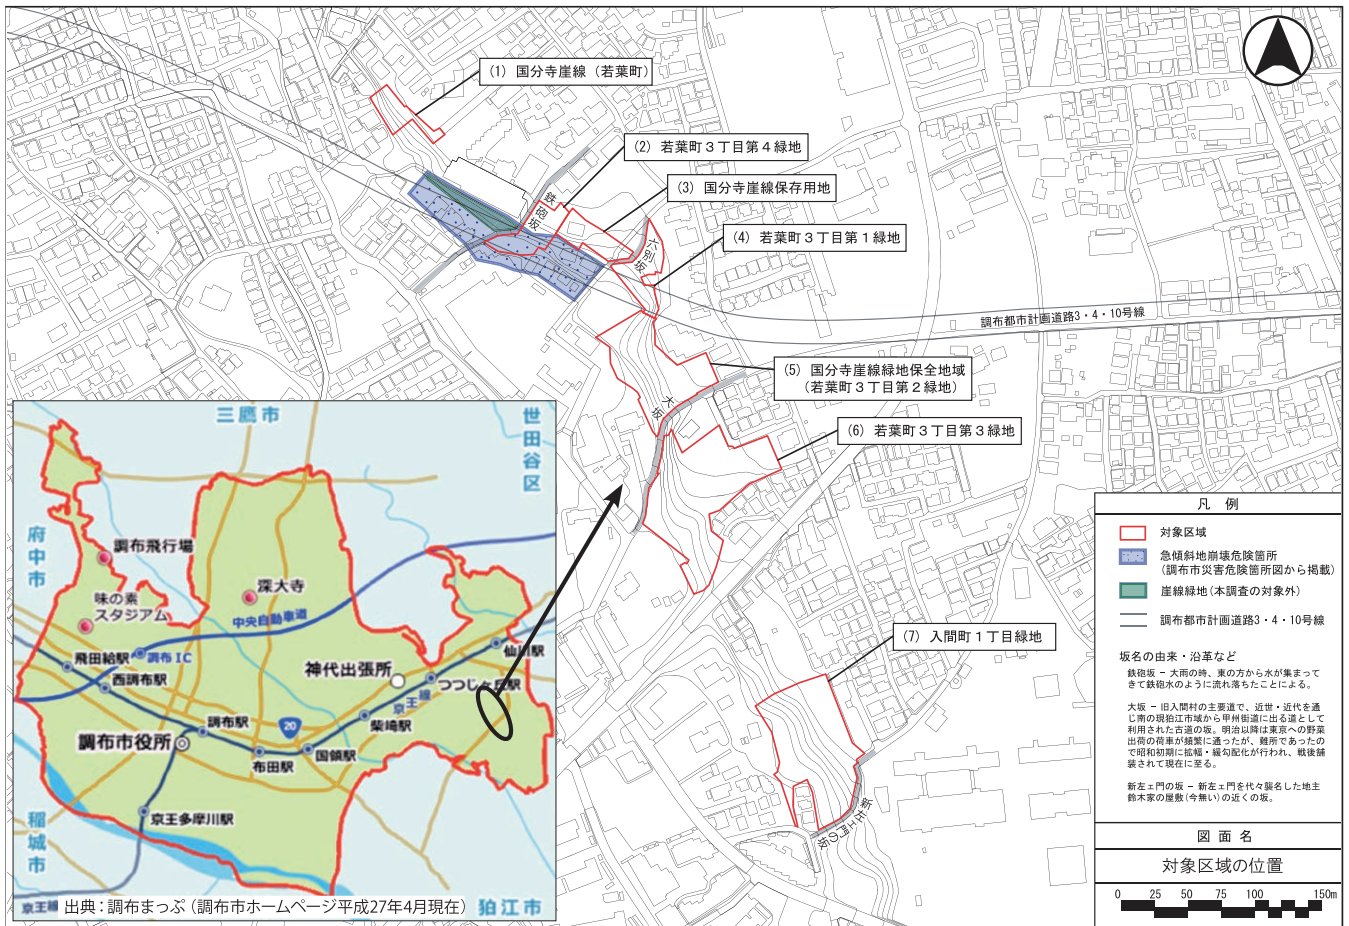 (1) 国分寺崖線（若葉町）
(2) 若葉町３丁目第４緑地
(3) 国分寺崖線保存用地
(4) 若葉町３丁目第１緑地
(5) 国分寺崖線緑地保全地域
（若葉町３丁目第２緑地）
(6) 若葉町３丁目第３緑地
(7) 入間町１丁目緑地
鉄砲坂
六別坂
大坂
新左ェ門の坂
調布都市計画道路3・4・10号線
三鷹市
世田谷区
府中市
稲城市
狛江市
調布飛行場
味の素
スタジアム
深大寺
中央自動車道
飛田給駅
調布IC
西調布駅
神代出張所
仙川駅
つつじヶ丘駅
京王線
柴崎駅
調布駅
20
調布市役所
国領駅
布田駅
京王多摩川駅
京王線
出典：調布まっぷ（調布市ホームページ平成27年4月現在）
凡　例
対象区域
急傾斜地崩壊危険箇所
（調布市災害危険箇所図から掲載）
崖線緑地（本調査の対象外）
調布都市計画道路3・4・10号線
坂名の由来・沿革など
鉄砲坂 − 大雨の時、東の方から水が集まって
きて鉄砲水のように流れ落ちたことによる。
大坂 − 旧入間村の主要道で、近世・近代を通
じ南の現狛江市域から甲州街道に出る道として
利用された古道の坂。明治以降は東京への野菜
出荷の荷車が頻繁に通ったが、難所であったの
で昭和初期に拡幅・緩勾配化が行われ、戦後舗
装されて現在に至る。
新左ェ門の坂 − 新左ェ門を代々襲名した地主
鈴木家の屋敷（今無い）の近くの坂。
図 面 名
対象区域の位置
0 25 50 75 100 150m